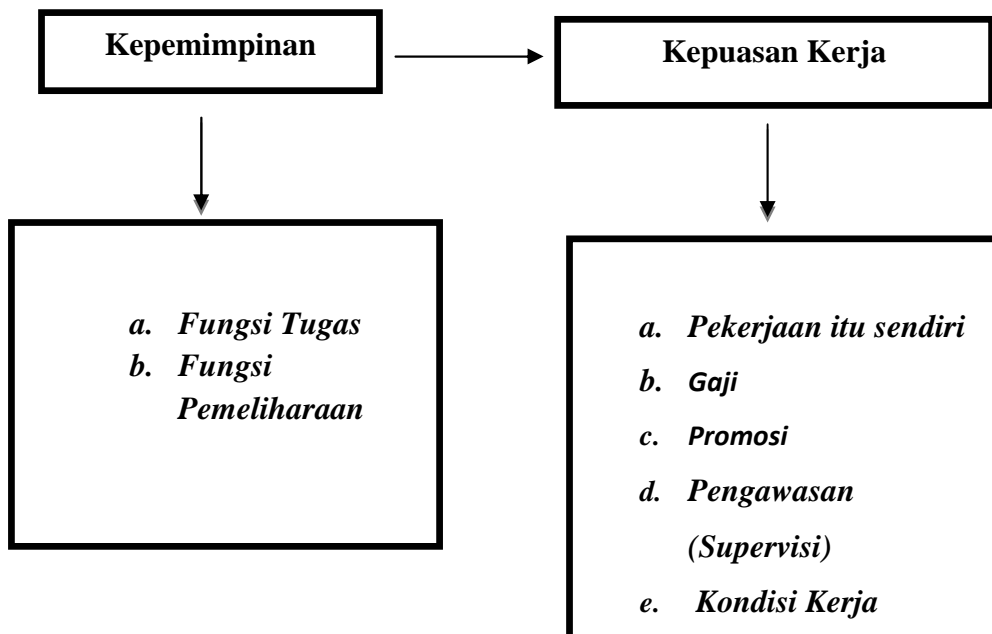 Kepemimpinan
Kepuasan Kerja
a. Fungsi Tugas
b. Fungsi
Pemeliharaan
a. Pekerjaan itu sendiri
b. Gaji
c. Promosi
d. Pengawasan
(Supervisi)
e. Kondisi Kerja